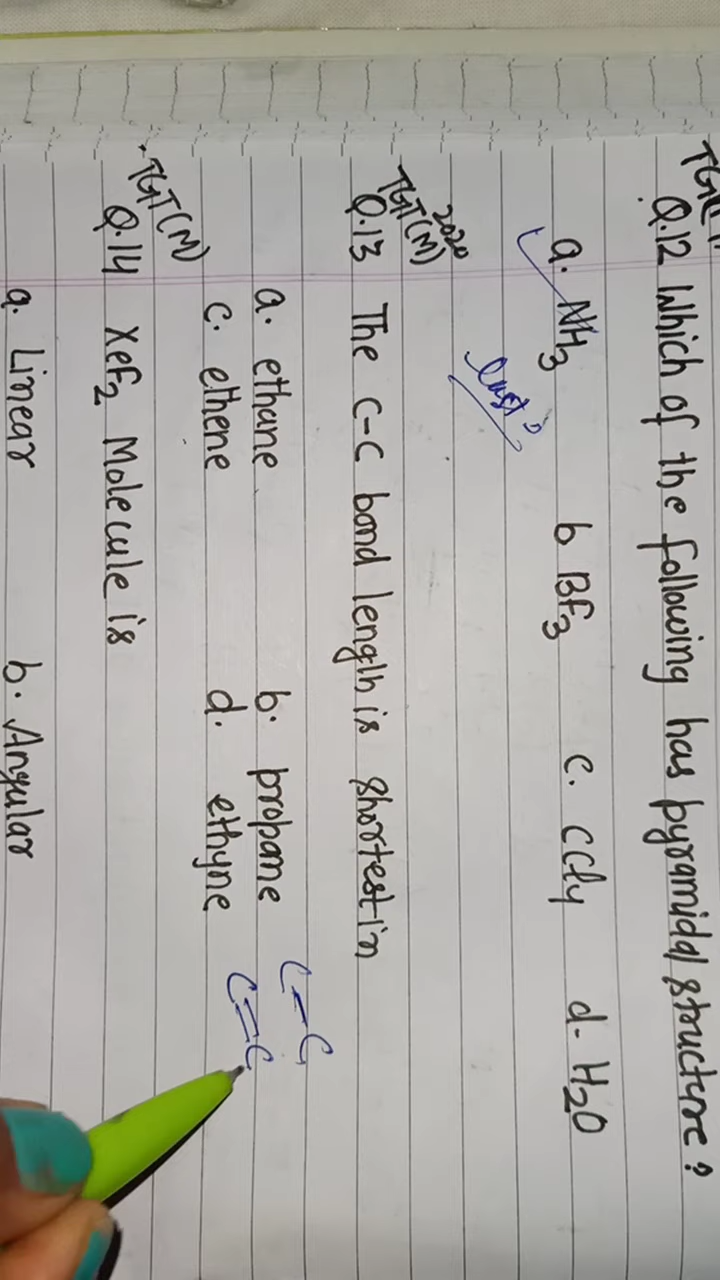 Q.12 Which of the following has pyramidal structure?
a. NH3 b BF3 c. CCl4 d- H2O
2020
TGT(M)
Q.13 The C-C bond length is shortest in
a. ethane b. propane
c. ethene d. ethyne
C-C
C=C
TGT(M)
Q.14 XeF2 Molecule is
a. Linear b. Angular